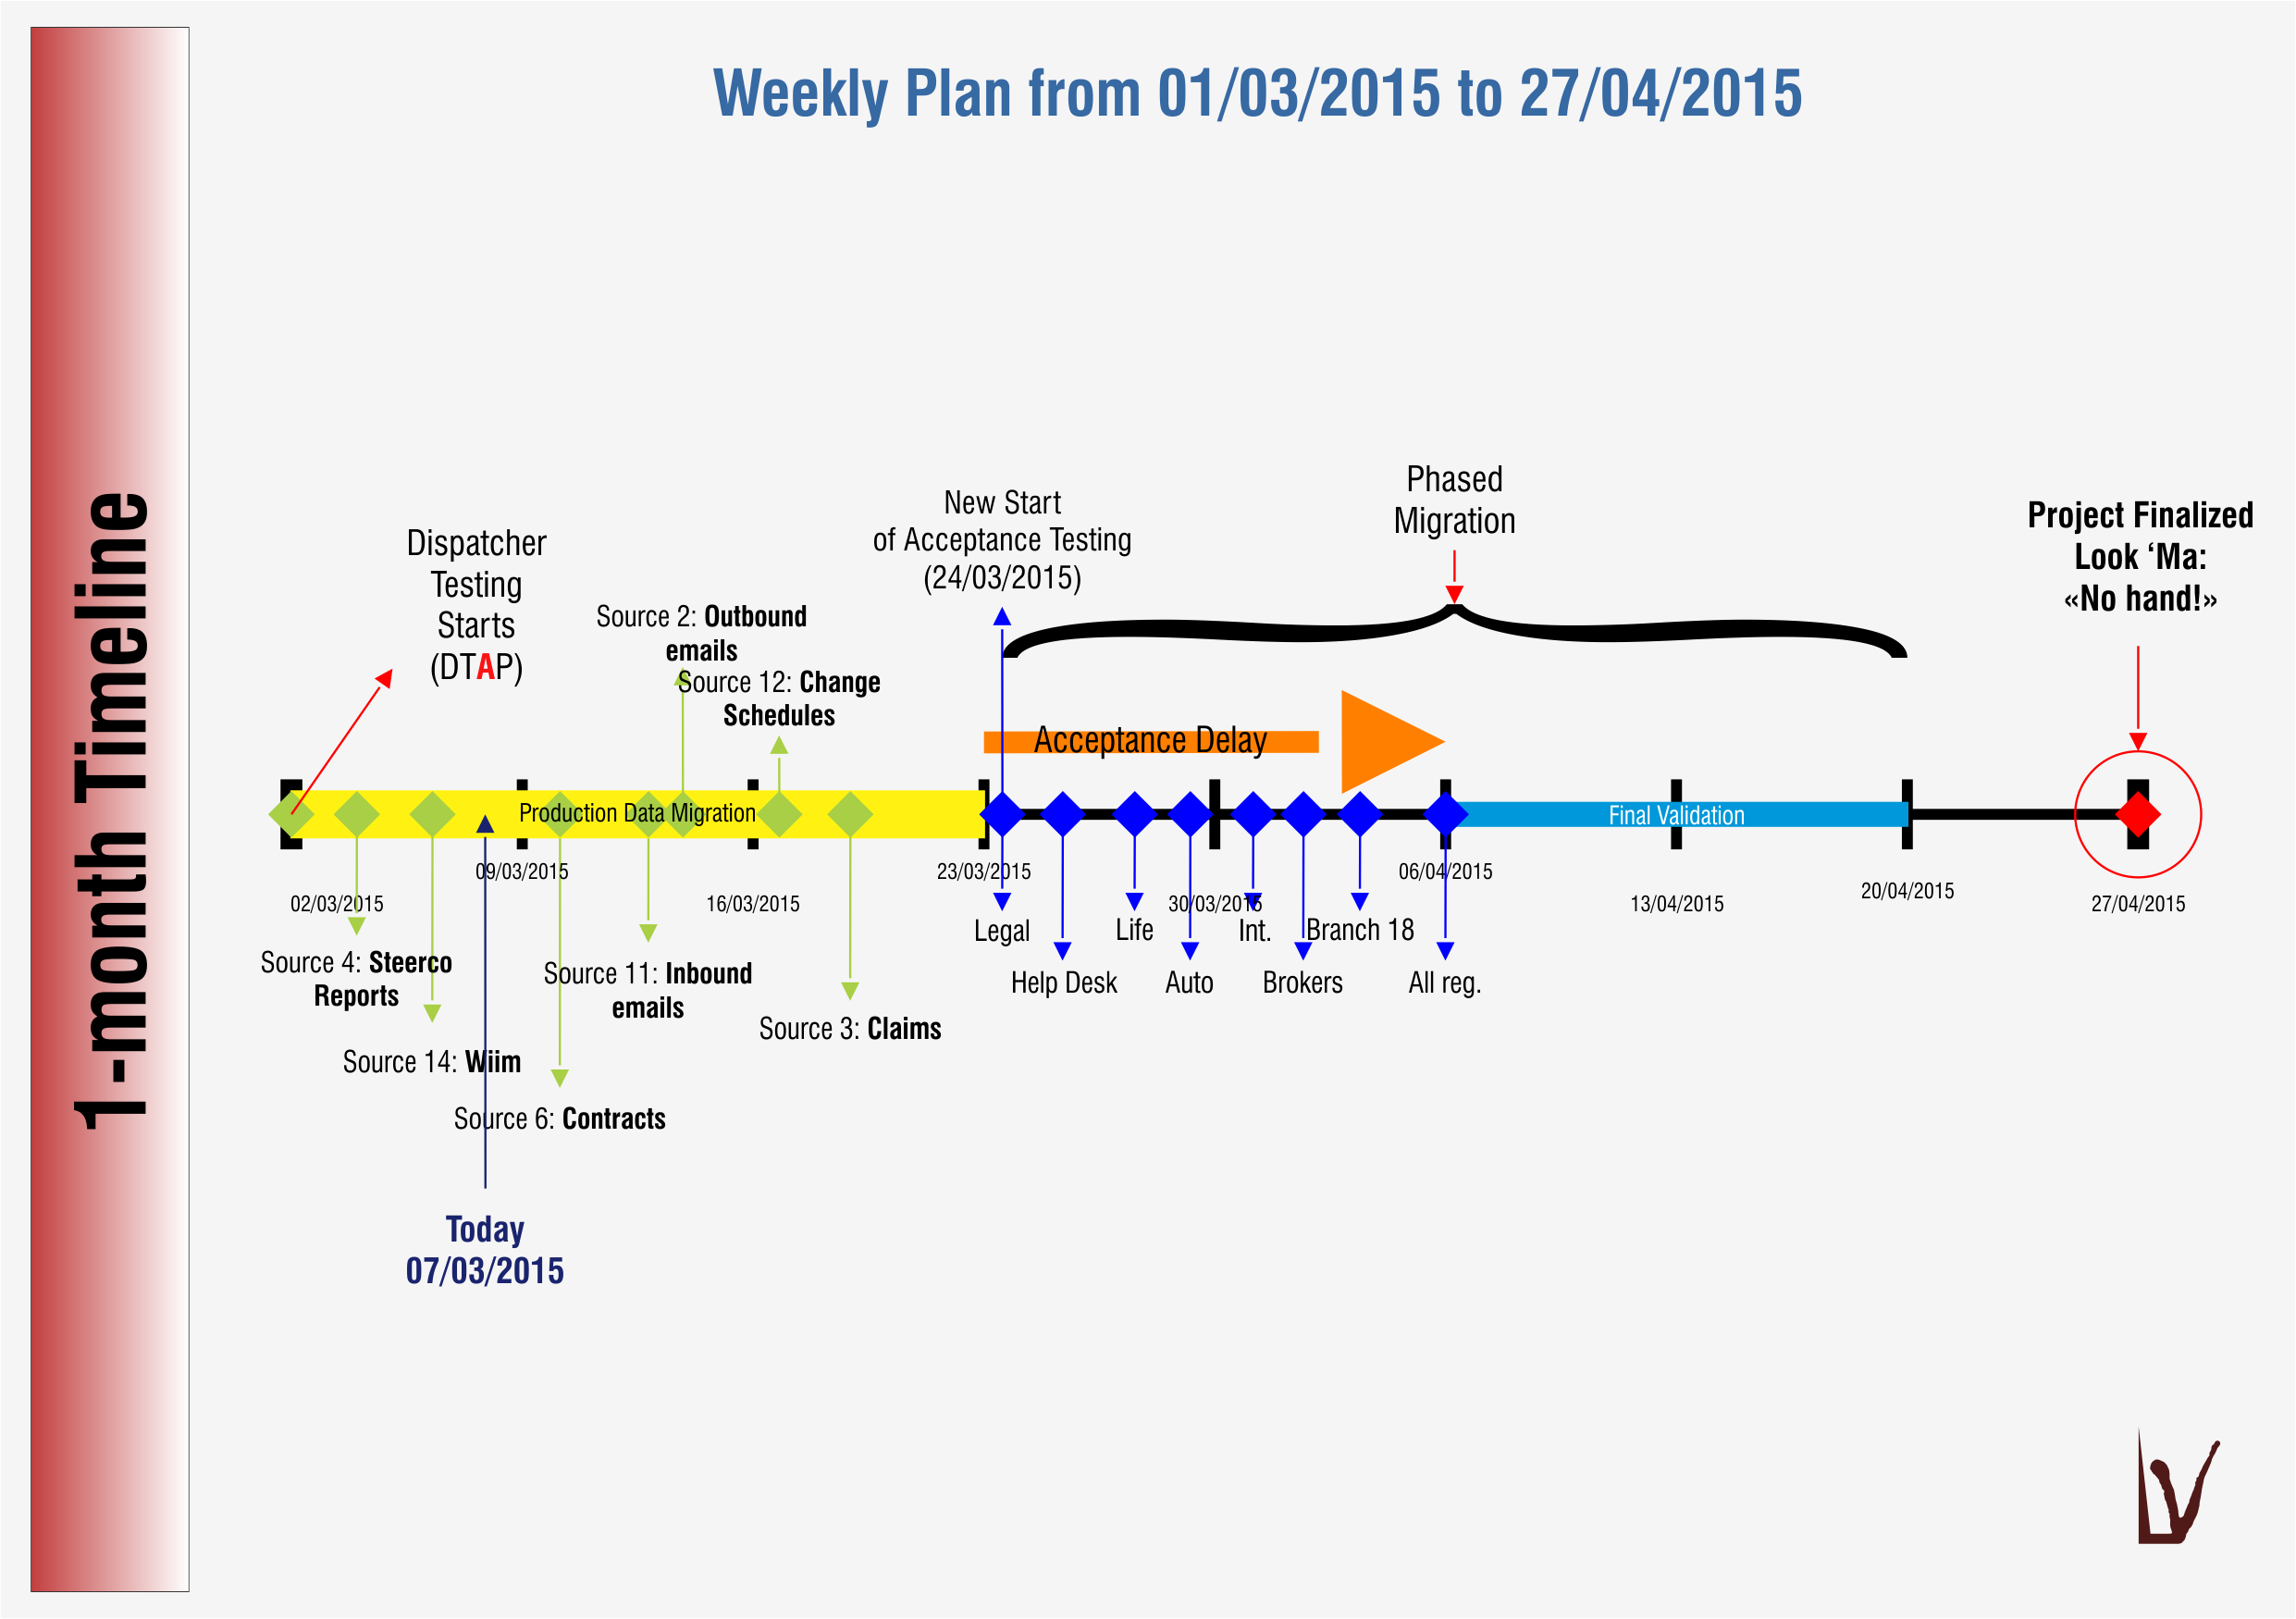 1-month Timeline
Weekly Plan from 01/03/2015 to 27/04/2015
Dispatcher
Testing
Starts
(DTAP)
Source 2: Outbound
emails
Source 12: Change
Schedules
New Start
of Acceptance Testing
(24/03/2015)
Phased
Migration
Project Finalized
Look ‘Ma:
«No hand!»
Acceptance Delay
Production Data Migration
Final Validation
02/03/2015
09/03/2015
16/03/2015
23/03/2015
30/03/2015
06/04/2015
13/04/2015
20/04/2015
27/04/2015
Source 4: Steerco
Reports
Source 14: Wiim
Source 6: Contracts
Source 11: Inbound
emails
Source 3: Claims
Legal
Help Desk
Life
Auto
Int.
Brokers
Branch 18
All reg.
Today
07/03/2015